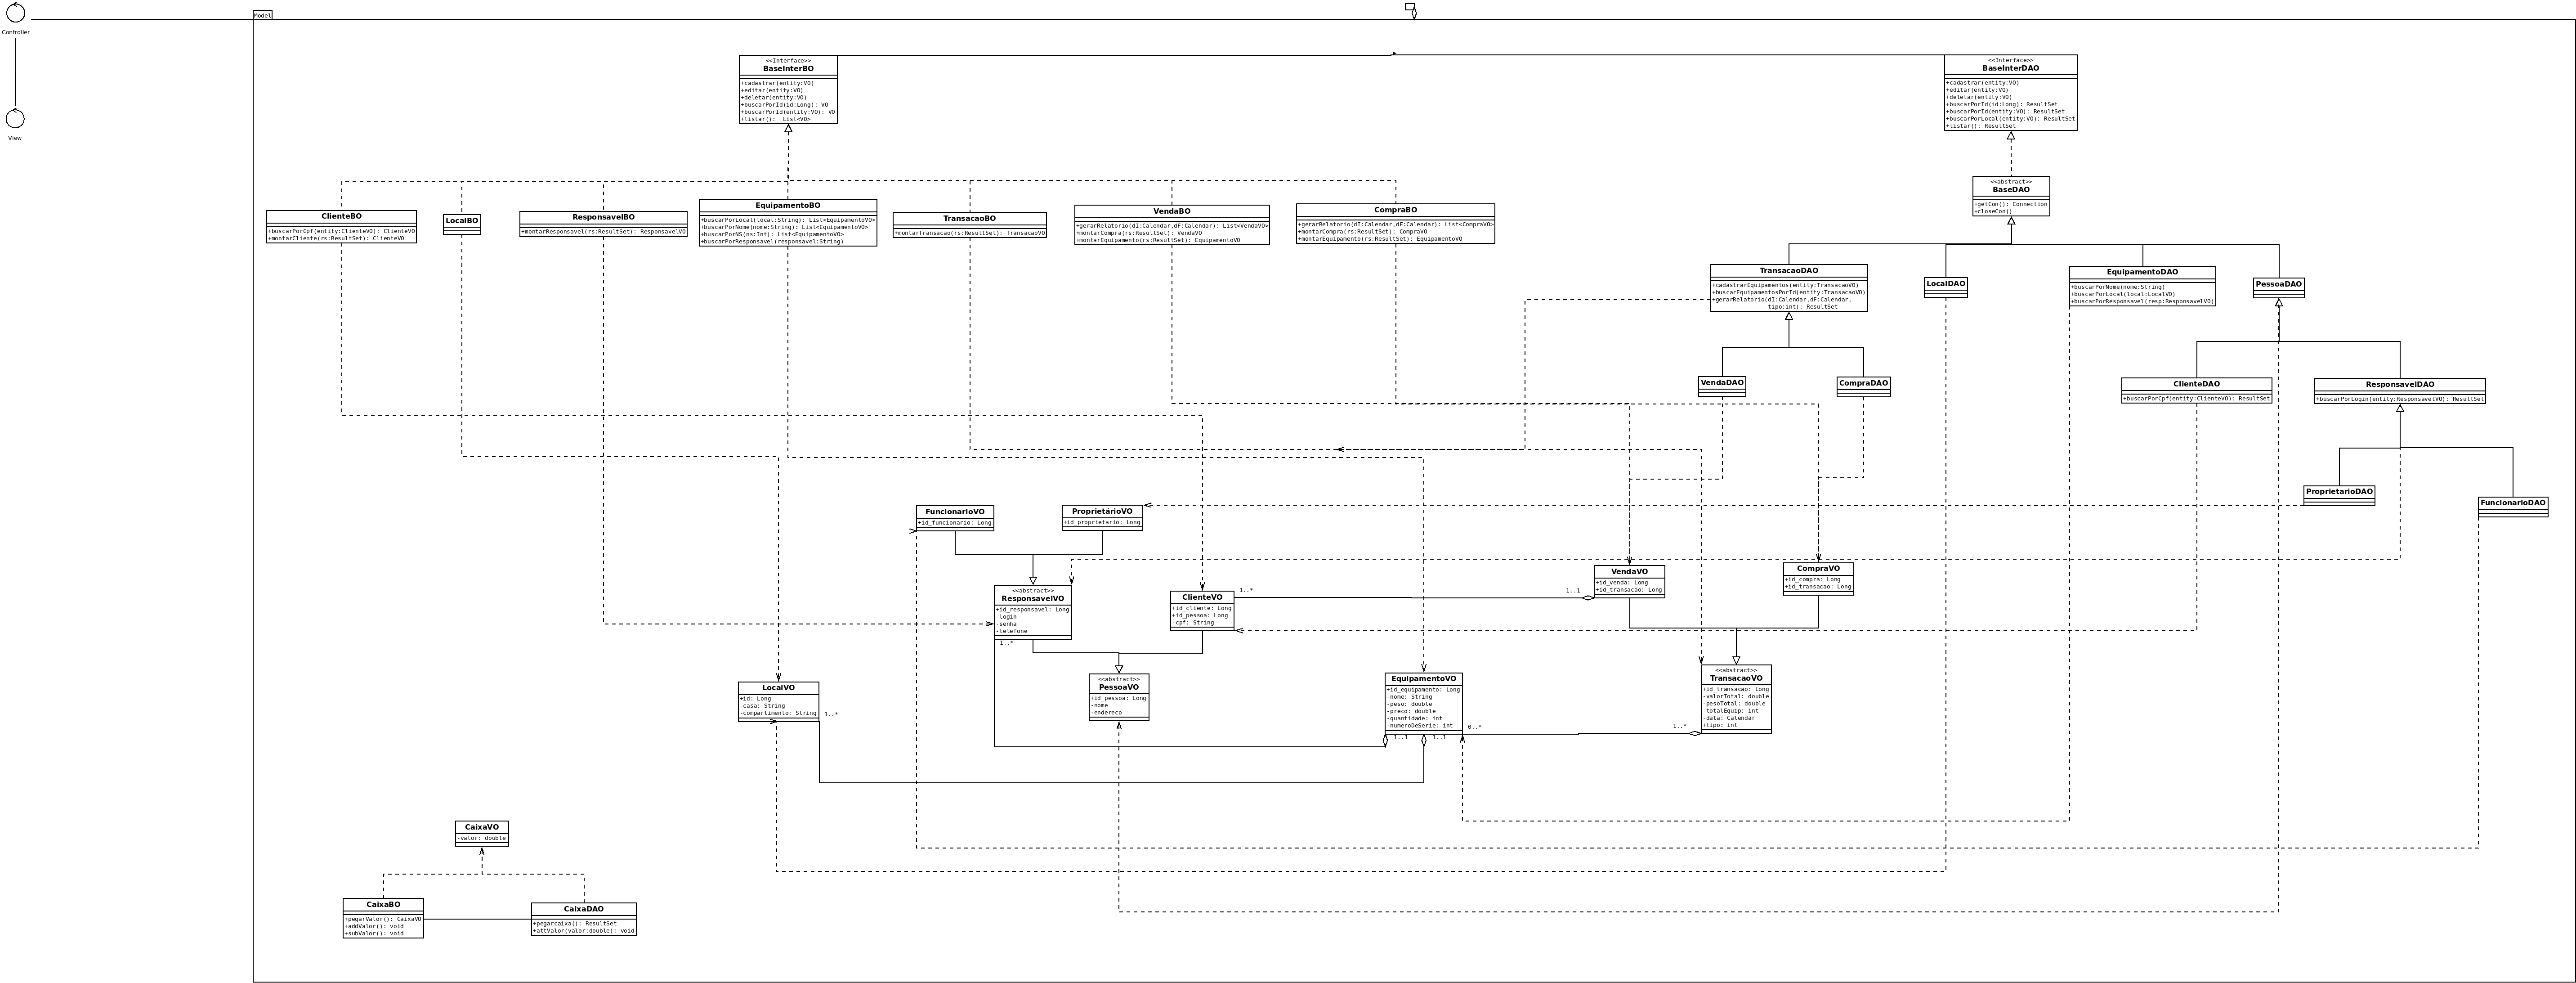 Controller
View
Model
<<Interface>>
BaseInterBO
+cadastrar(entity:VO)
+editar(entity:VO)
+deletar(entity:VO)
+buscarPorId(id:Long): VO
+buscarPorId(entity:VO): VO
+listar():  List<VO>
<<Interface>>
BaseInterDAO
+cadastrar(entity:VO)
+editar(entity:VO)
+deletar(entity:VO)
+buscarPorId(id:Long): ResultSet
+buscarPorId(entity:VO): ResultSet
+buscarPorLocal(entity:VO): ResultSet
+listar(): ResultSet
<<abstract>>
BaseDAO
+getCon(): Connection
+closeCon()
ClienteBO
+buscarPorCpf(entity:ClienteVO): ClienteVO
+montarCliente(rs:ResultSet): ClienteVO
LocalBO
ResponsavelBO
+montarResponsavel(rs:ResultSet): ResponsavelVO
EquipamentoBO
+buscarPorLocal(local:String): List<EquipamentoVO>
+buscarPorNome(nome:String): List<EquipamentoVO>
+buscarPorNS(ns:Int): List<EquipamentoVO>
+buscarPorResponsavel(responsavel:String)
TransacaoBO
+montarTransacao(rs:ResultSet): TransacaoVO
VendaBO
+gerarRelatorio(dI:Calendar,dF:Calendar): List<VendaVO>
+montarCompra(rs:ResultSet): VendaVO
+montarEquipamento(rs:ResultSet): EquipamentoVO
CompraBO
+gerarRelatorio(dI:Calendar,dF:Calendar): List<CompraVO>
+montarCompra(rs:ResultSet): CompraVO
+montarEquipamento(rs:ResultSet): EquipamentoVO
TransacaoDAO
+cadastrarEquipamentos(entity:TransacaoVO)
+buscarEquipamentosPorId(entity:TransacaoVO)
+gerarRelatorio(dI:Calendar,dF:Calendar,
tipo:int): ResultSet
LocalDAO
EquipamentoDAO
+buscarPorNome(nome:String)
+buscarPorLocal(local:LocalVO)
+buscarPorResponsavel(resp:ResponsavelVO)
PessoaDAO
VendaDAO
CompraDAO
ClienteDAO
+buscarPorCpf(entity:ClienteVO): ResultSet
ResponsavelDAO
+buscarPorLogin(entity:ResponsavelVO): ResultSet
ProprietarioDAO
FuncionarioDAO
FuncionarioVO
+id_funcionario: Long
ProprietárioVO
+id_proprietario: Long
<<abstract>>
ResponsavelVO
+id_responsavel: Long
-login
-senha
-telefone
1..*
ClienteVO
+id_cliente: Long
+id_pessoa: Long
-cpf: String
1..*
1..1
VendaVO
+id_venda: Long
+id_transacao: Long
CompraVO
+id_compra: Long
+id_transacao: Long
LocalVO
+id: Long
-casa: String
-compartimento: String
1..*
<<abstract>>
PessoaVO
+id_pessoa: Long
-nome
-endereco
EquipamentoVO
+id_equipamento: Long
-nome: String
-peso: double
-preco: double
-quantidade: int
-numeroDeSerie: int
1..1
1..1
0..*
1..*
<<abstract>>
TransacaoVO
+id_transacao: Long
-valorTotal: double
-pesoTotal: double
-totalEquip: int
-data: Calendar
+tipo: int
CaixaVO
-valor: double
CaixaBO
+pegarValor(): CaixaVO
+addValor(): void
+subValor(): void
CaixaDAO
+pegarcaixa(): ResultSet
+attValor(valor:double): void